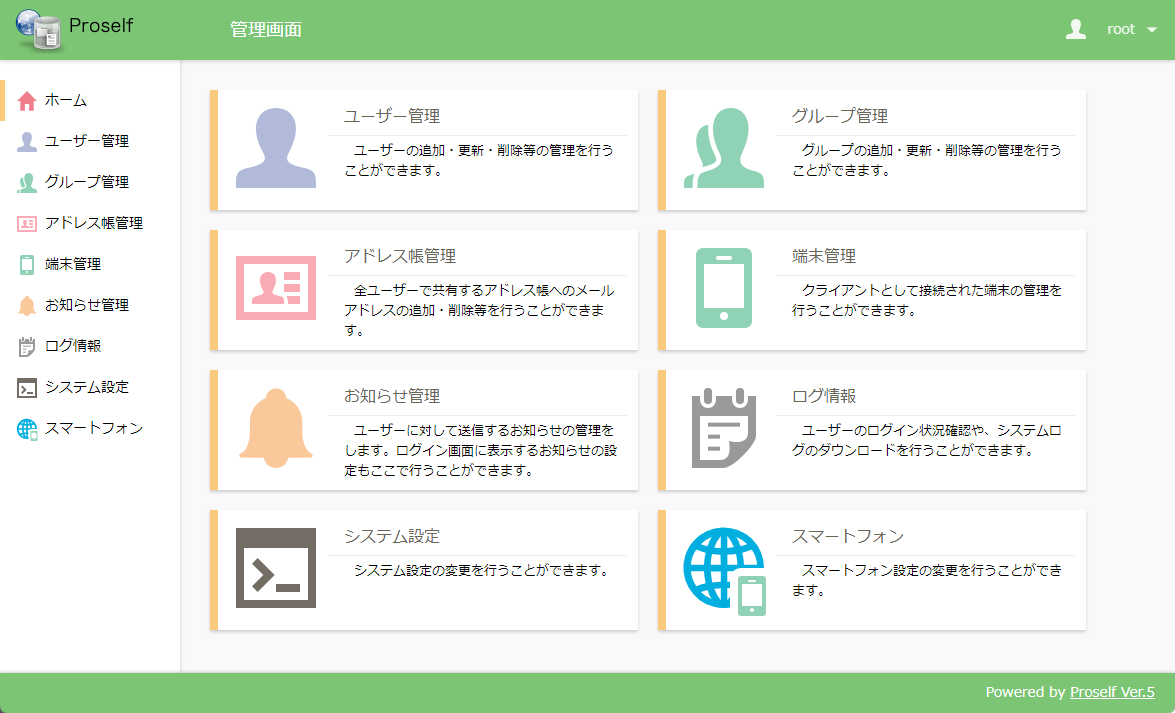 Proself
管理画面
root
ホーム
ユーザー管理
グループ管理
アドレス帳管理
端末管理
お知らせ管理
ログ情報
システム設定
スマートフォン
ユーザー管理
ユーザーの追加・更新・削除等の管理を行う
ことができます。
グループ管理
グループの追加・更新・削除等の管理を行う
ことができます。
アドレス帳管理
全ユーザーで共有するアドレス帳へのメール
アドレスの追加・削除等を行うことができま
す。
端末管理
クライアントとして接続された端末の管理を
行うことができます。
お知らせ管理
ユーザーに対して送信するお知らせの管理を
します。ログイン画面に表示するお知らせの設
定もここで行うことができます。
ログ情報
ユーザーのログイン状況確認や、システムロ
グのダウンロードを行うことができます。
システム設定
システム設定の変更を行うことができます。
スマートフォン
スマートフォン設定の変更を行うことができ
ます。
Powered by Proself Ver.5